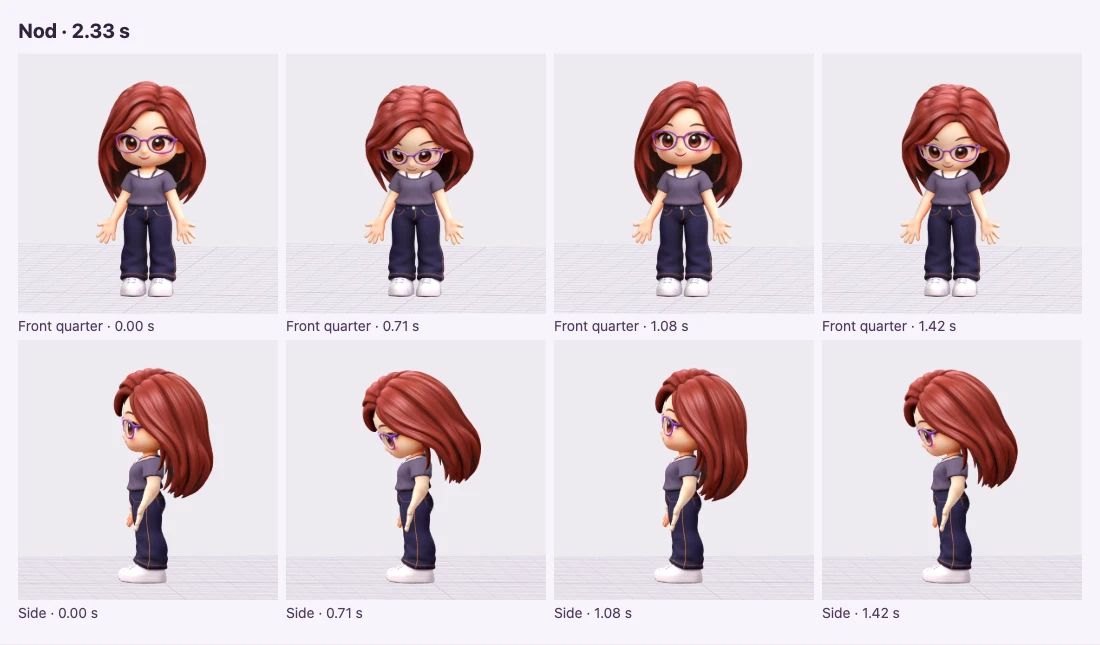 Nod · 2.33 s
Front quarter · 0.00 s
Front quarter · 0.71 s
Front quarter · 1.08 s
Front quarter · 1.42 s
Side · 0.00 s
Side · 0.71 s
Side · 1.08 s
Side · 1.42 s